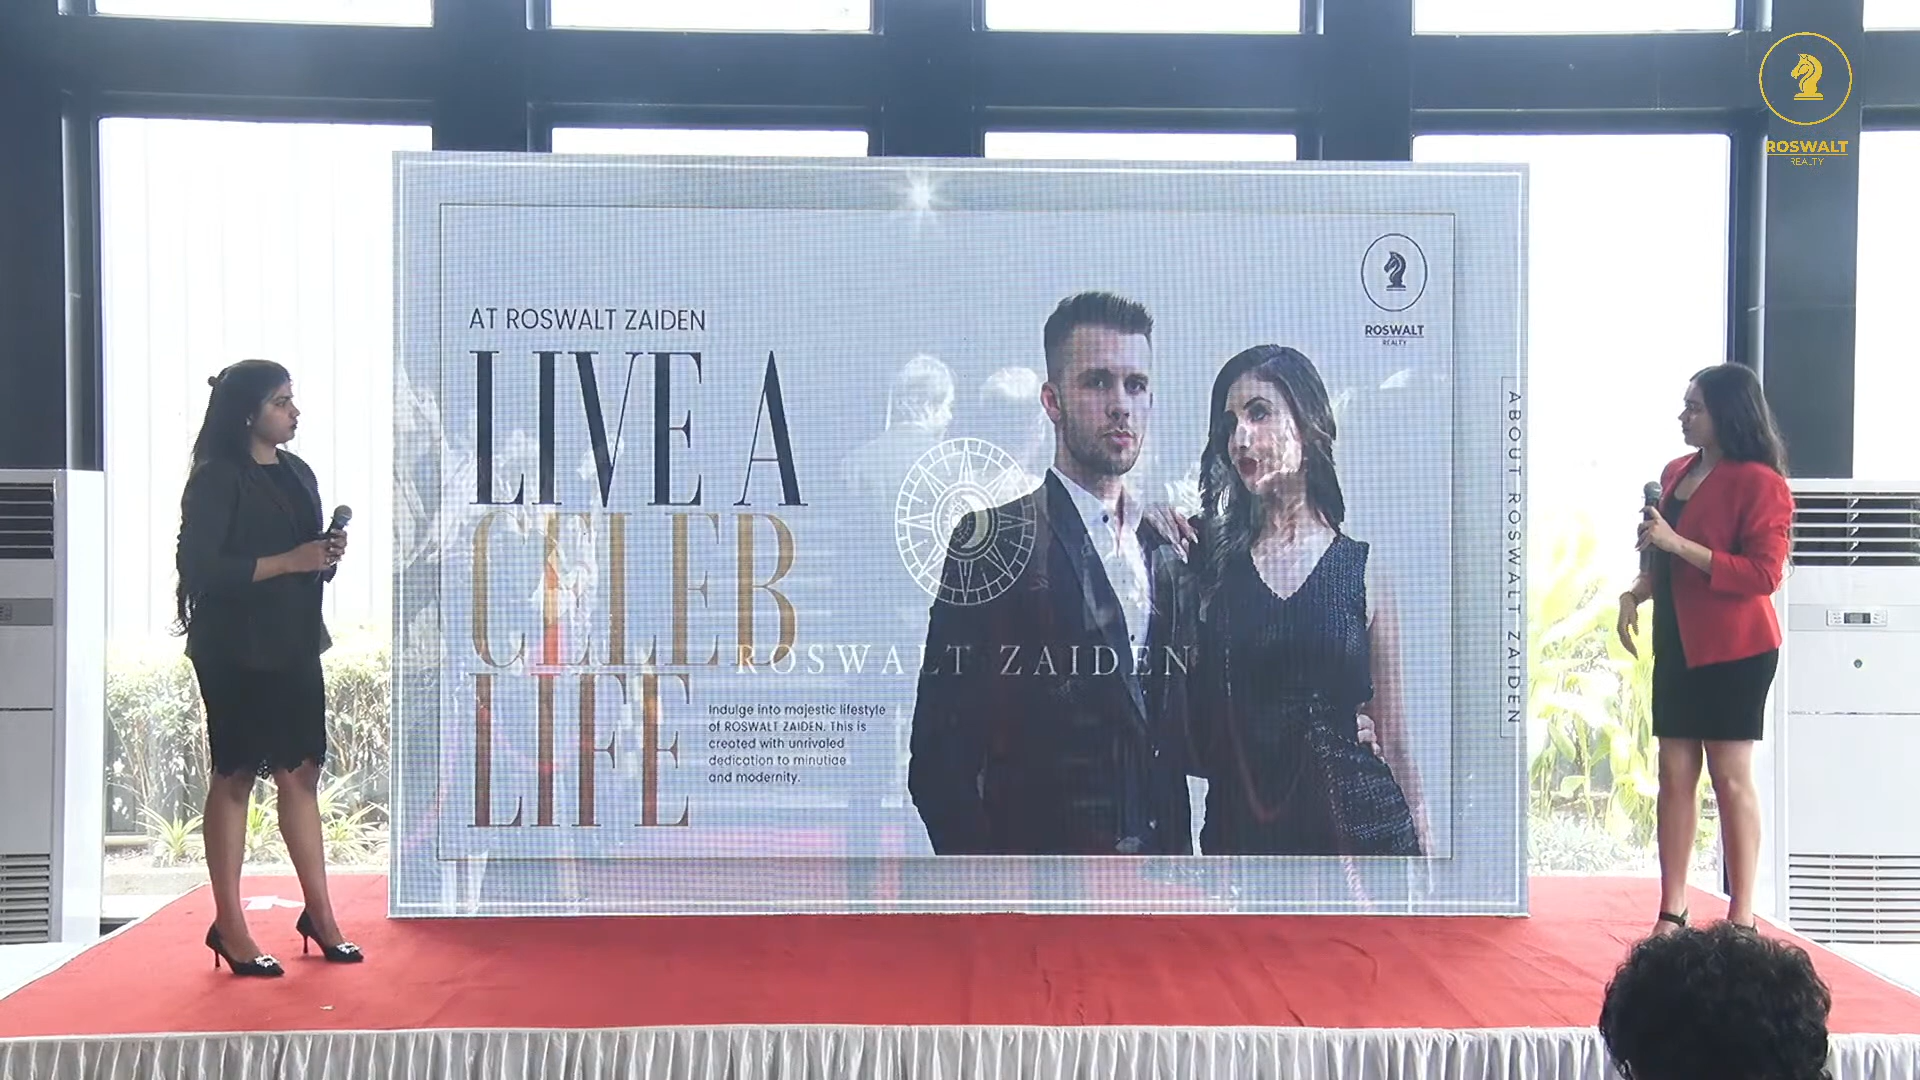 ROSWALT
REALTY
AT ROSWALT ZAIDEN
LIVE A
CELEB
LIFE
Indulge into majestic lifestyle
of ROSWALT ZAIDEN. This is
created with unrivaled
dedication to minutiae
and modernity.
ROSWALT ZAIDEN
ROSWALT
REALTY
ABOUT ROSWALT ZAIDEN